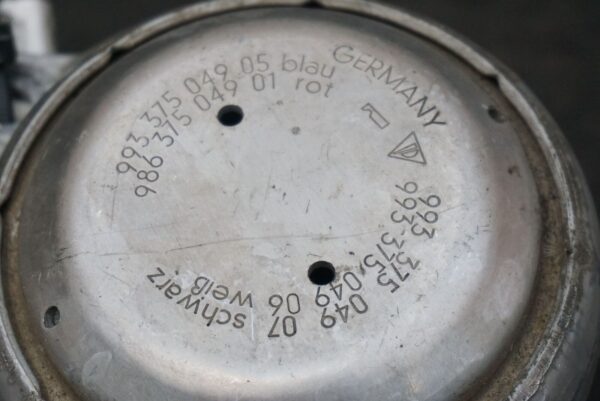 993 375 049 05 blau
986 375 049 01 rot
GERMANY
993 375 049 07 schwarz
993-375, 049 06 weiß